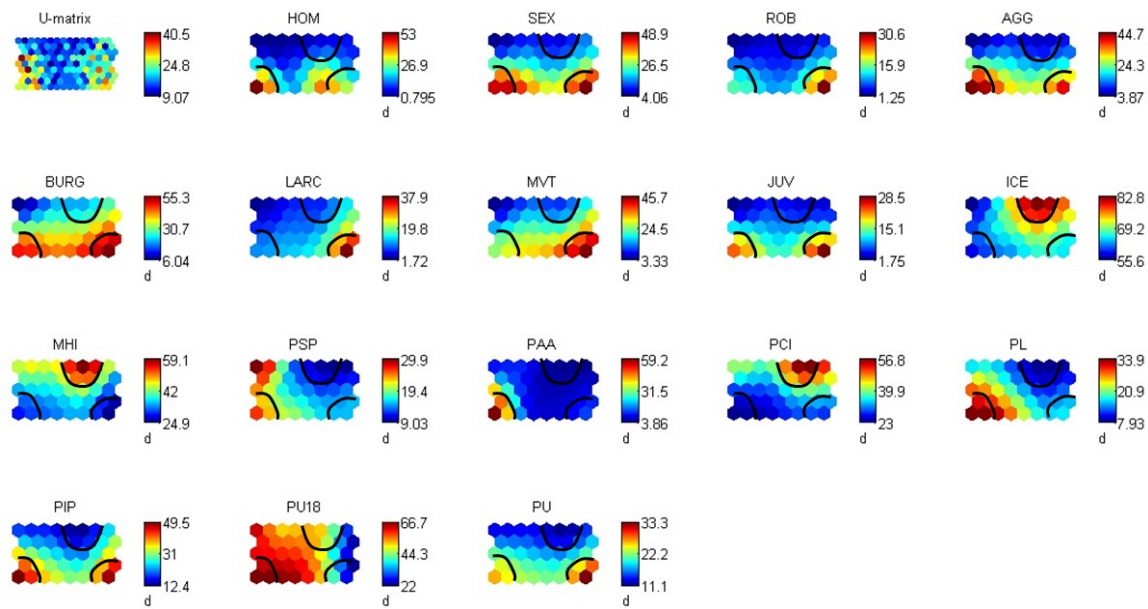 U-matrix
40.5
24.8
9.07
HOM
53
26.9
0.795
d
SEX
48.9
26.5
4.06
d
ROB
30.6
15.9
1.25
d
AGG
44.7
24.3
3.87
d
BURG
55.3
30.7
6.04
d
LARC
37.9
19.8
1.72
d
MVT
45.7
24.5
3.33
d
JUV
28.5
15.1
1.75
d
ICE
82.8
69.2
55.6
d
MHI
59.1
42
24.9
d
PSP
29.9
19.4
9.03
d
PAA
59.2
31.5
3.86
d
PCI
56.8
39.9
23
d
PL
33.9
20.9
7.93
d
PIP
49.5
31
12.4
d
PU18
66.7
44.3
22
d
PU
33.3
22.2
11.1
d